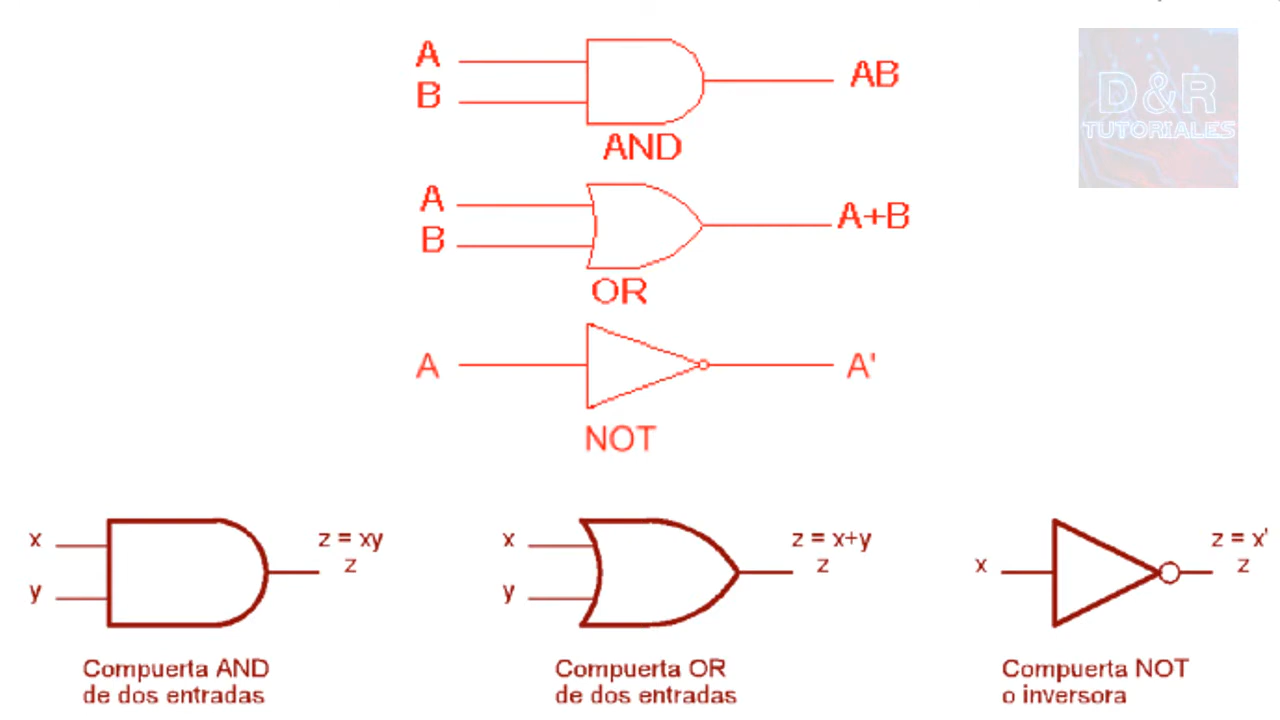 A
B
AB
AND
D&R
TUTORIALES
A
B
A+B
OR
A
A'
NOT
x
y
z = xy
z
Compuerta AND
de dos entradas
x
y
z = x+y
z
Compuerta OR
de dos entradas
x
z = x'
z
Compuerta NOT
o inversora